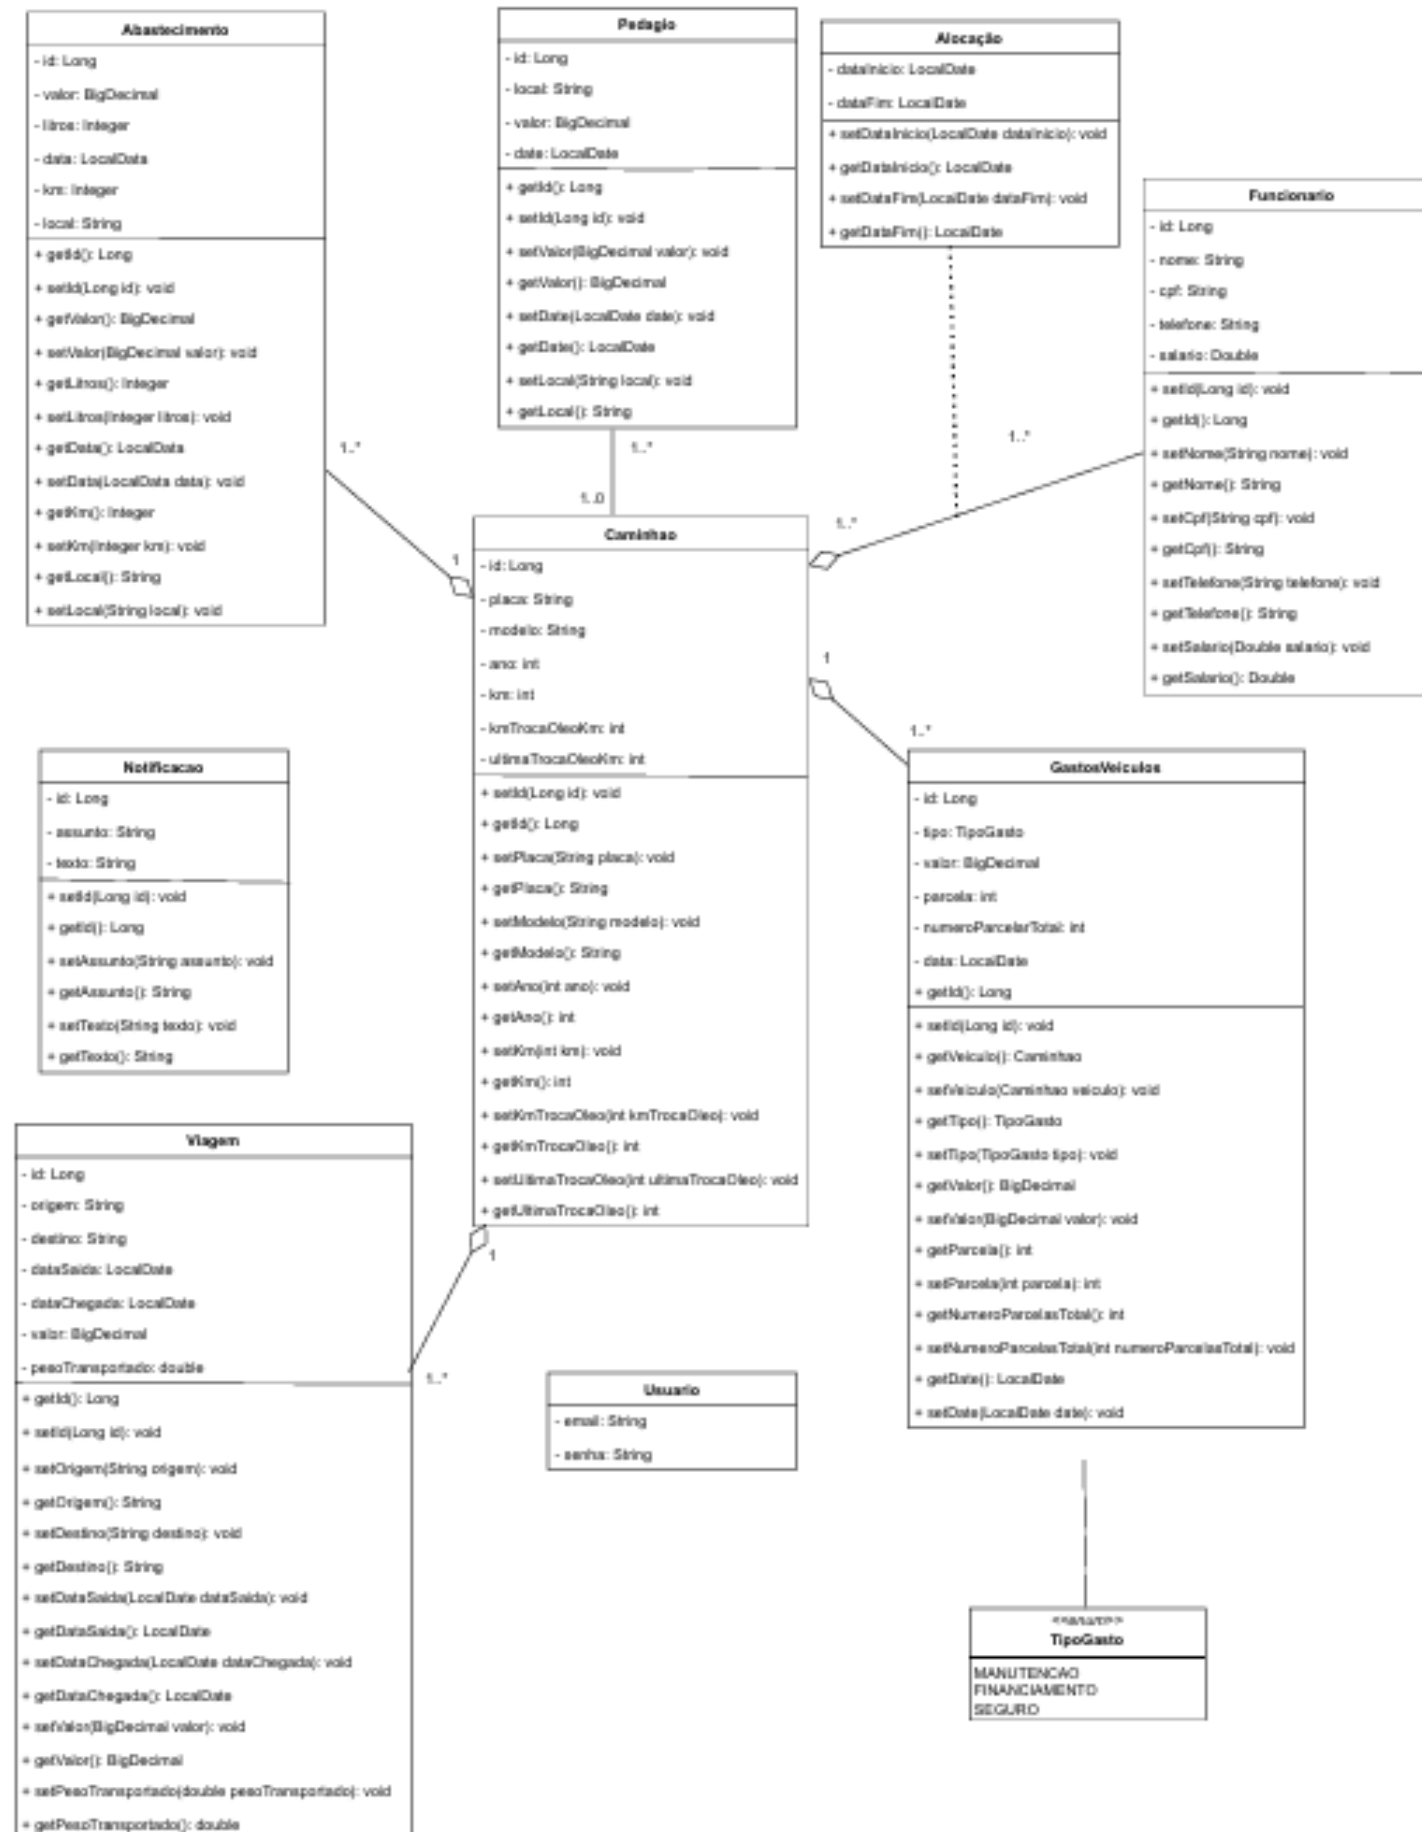 Abastecimento
- id: Long
- valor: BigDecimal
- litros: Integer
- data: LocalData
- km: Integer
- local: String
+ getId(): Long
+ setId(Long id): void
+ getValor(): BigDecimal
+ setValor(BigDecimal valor): void
+ getLitros(): Integer
+ setLitros(Integer litros): void
+ getData(): LocalData
+ setData(LocalData data): void
+ getKm(): Integer
+ setKm(Integer km): void
+ getLocal(): String
+ setLocal(String local): void
1..*
1
Pedagio
- id: Long
- local: String
- valor: BigDecimal
- date: LocalDate
+ getId(): Long
+ setId(Long id): void
+ setValor(BigDecimal valor): void
+ getValor(): BigDecimal
+ setDate(LocalDate date): void
+ getDate(): LocalDate
+ setLocal(String local): void
+ getLocal(): String
1..*
1..0
Alocação
- dataInicio: LocalDate
- dataFim: LocalDate
+ setDataInicio(LocalDate dataInicio): void
+ getDataInicio(): LocalDate
+ setDataFim(LocalDate dataFim): void
+ getDataFim(): LocalDate
Funcionario
- id: Long
- nome: String
- cpf: String
- telefone: String
- salario: Double
+ setId(Long id): void
+ getId(): Long
+ setNome(String nome): void
+ getNome(): String
+ setCpf(String cpf): void
+ getCpf(): String
+ setTelefone(String telefone): void
+ getTelefone(): String
+ setSalario(Double salario): void
+ getSalario(): Double
1..*
1..*
Caminhao
- id: Long
- placa: String
- modelo: String
- ano: int
- km: int
- kmTrocaOleoKm: int
- ultimaTrocaOleoKm: int
+ setId(Long id): void
+ getId(): Long
+ setPlaca(String placa): void
+ getPlaca(): String
+ setModelo(String modelo): void
+ getModelo(): String
+ setAno(int ano): void
+ getAno(): int
+ setKm(int km): void
+ getKm(): int
+ setKmTrocaOleo(int kmTrocaOleo): void
+ getKmTrocaOleo(): int
+ setUltimaTrocaOleo(int ultimaTrocaOleo): void
+ getUltimaTrocaOleo(): int
1
1..*
Notificacao
- id: Long
- assunto: String
- texto: String
+ setId(Long id): void
+ getId(): Long
+ setAssunto(String assunto): void
+ getAssunto(): String
+ setTexto(String texto): void
+ getTexto(): String
GastosVeiculos
- id: Long
- tipo: TipoGasto
- valor: BigDecimal
- parcela: int
- numeroParcelarTotal: int
- data: LocalDate
+ getId(): Long
+ setId(Long id): void
+ getVeiculo(): Caminhao
+ setVeiculo(Caminhao veiculo): void
+ getTipo(): TipoGasto
+ setTipo(TipoGasto tipo): void
+ getValor(): BigDecimal
+ setValor(BigDecimal valor): void
+ getParcela(): int
+ setParcela(int parcela): int
+ getNumeroParcelasTotal(): int
+ setNumeroParcelasTotal(int numeroParcelasTotal): void
+ getDate(): LocalDate
+ setDate(LocalDate date): void
Viagem
- id: Long
- origem: String
- destino: String
- dataSaida: LocalDate
- dataChegada: LocalDate
- valor: BigDecimal
- pesoTransportado: double
+ getId(): Long
+ setId(Long id): void
+ setOrigem(String origem): void
+ getOrigem(): String
+ setDestino(String destino): void
+ getDestino(): String
+ setDataSaida(LocalDate dataSaida): void
+ getDataSaida(): LocalDate
+ setDataChegada(LocalDate dataChegada): void
+ getDataChegada(): LocalDate
+ setValor(BigDecimal valor): void
+ getValor(): BigDecimal
+ setPesoTransportado(double pesoTransportado): void
+ getPesoTransportado(): double
1
1..*
Usuario
- email: String
- senha: String
TipoGasto
MANUTENCAO
FINANCIAMENTO
SEGURO